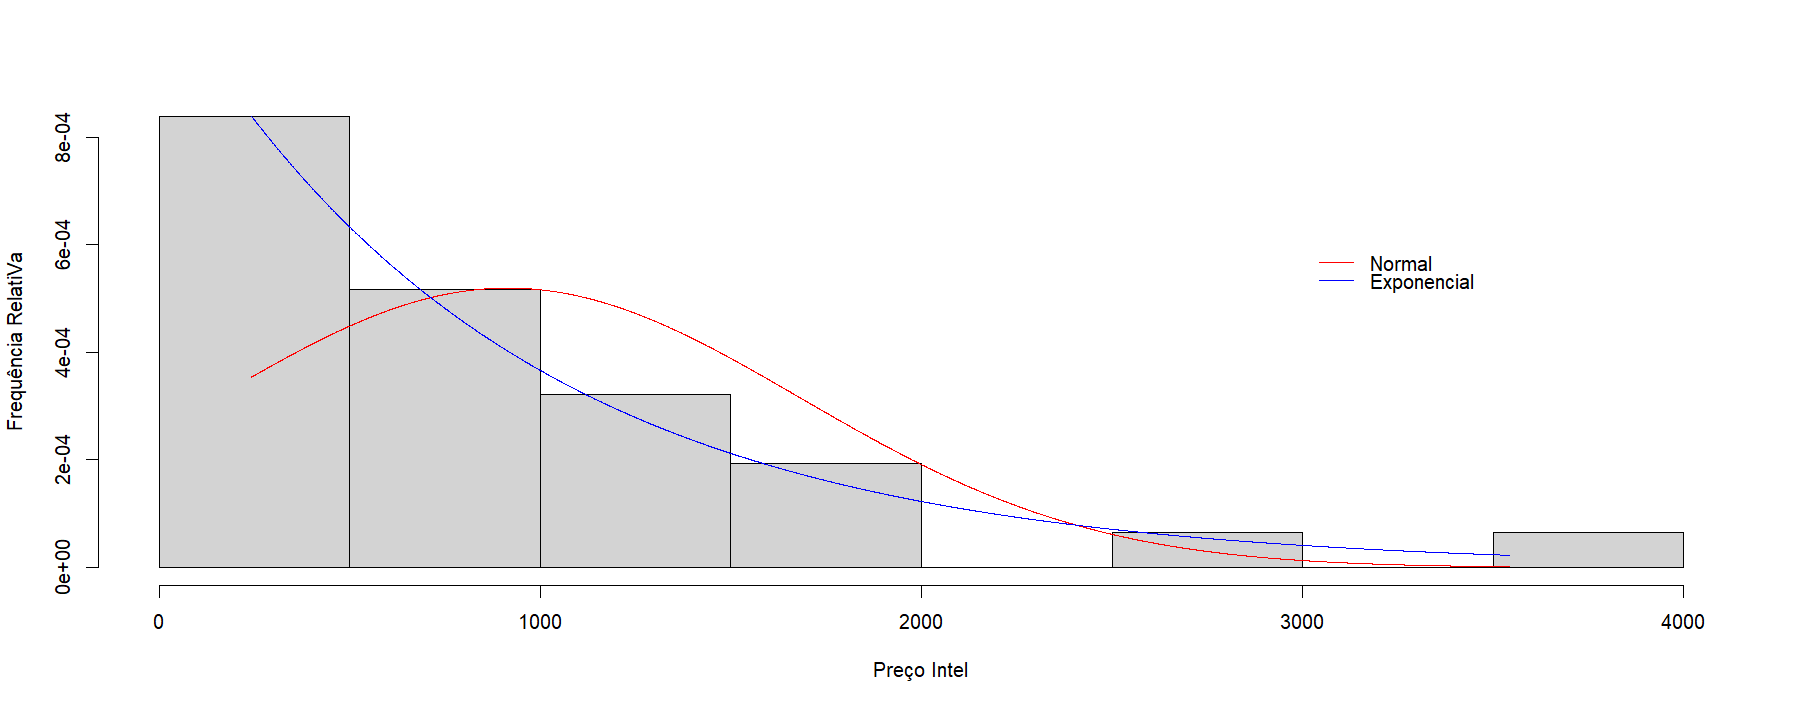 Frequência RelatiVa
8e-04
6e-04
4e-04
2e-04
0e+00
Normal
Exponencial
0 1000 2000 3000 4000
Preço Intel